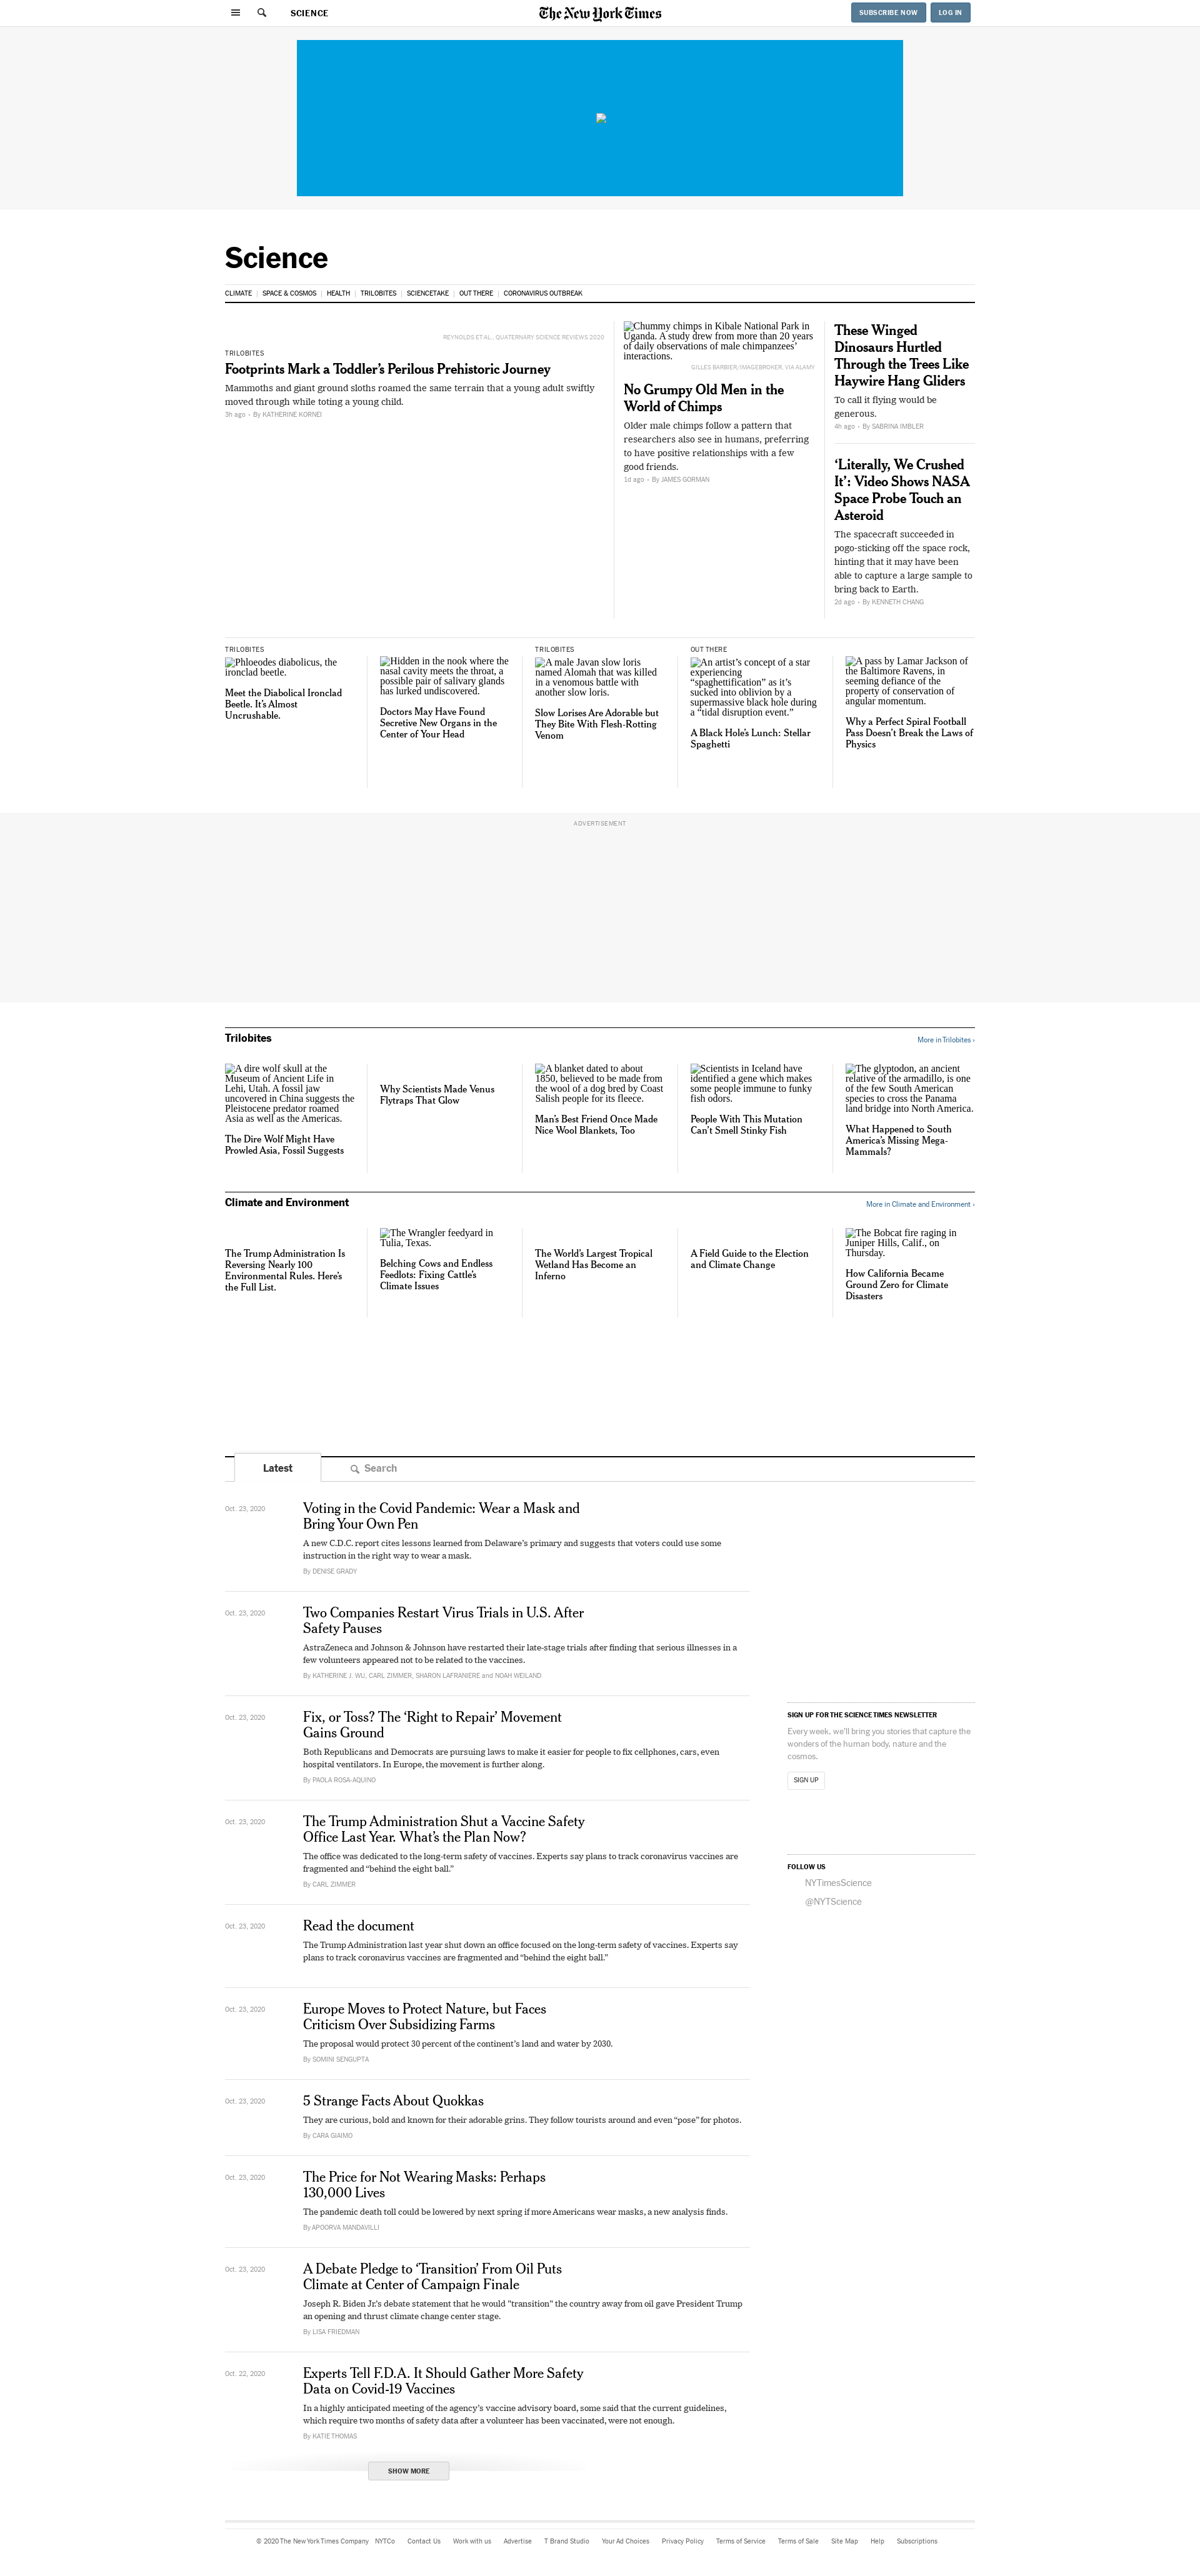 SCIENCE
The New York Times
SUBSCRIBE NOW
LOG IN
Science
CLIMATE | SPACE & COSMOS | HEALTH | TRILOBITES | SCIENCETAKE | OUT THERE | CORONAVIRUS OUTBREAK
REYNOLDS ET AL., QUATERNARY SCIENCE REVIEWS 2020
TRILOBITES
Footprints Mark a Toddler's Perilous Prehistoric Journey
Mammoths and giant ground sloths roamed the same terrain that a young adult swiftly
moved through while toting a young child.
3h ago • By KATHERINE KORNEI
Chummy chimps in Kibale National Park in
Uganda. A study drew from more than 20 years
of daily observations of male chimpanzees'
interactions.
GILLES BARBIER/IMAGEBROKER, VIA ALAMY
No Grumpy Old Men in the
World of Chimps
Older male chimps follow a pattern that
researchers also see in humans, preferring
to have positive relationships with a few
good friends.
1d ago • By JAMES GORMAN
These Winged
Dinosaurs Hurtled
Through the Trees Like
Haywire Hang Gliders
To call it flying would be
generous.
4h ago • By SABRINA IMBLER
‘Literally, We Crushed
It’: Video Shows NASA
Space Probe Touch an
Asteroid
The spacecraft succeeded in
pogo-sticking off the space rock,
hinting that it may have been
able to capture a large sample to
bring back to Earth.
2d ago • By KENNETH CHANG
TRILOBITES
Phloeodes diabolicus, the
ironclad beetle.
Meet the Diabolical Ironclad
Beetle. It’s Almost
Uncrushable.
Hidden in the nook where the
nasal cavity meets the throat, a
possible pair of salivary glands
has lurked undiscovered.
Doctors May Have Found
Secretive New Organs in the
Center of Your Head
TRILOBITES
A male Javan slow loris
named Alomah that was killed
in a venomous battle with
another slow loris.
Slow Lorises Are Adorable but
They Bite With Flesh-Rotting
Venom
OUT THERE
An artist’s concept of a star
experiencing
“spaghettification” as it’s
sucked into oblivion by a
supermassive black hole during
a “tidal disruption event.”
A Black Hole’s Lunch: Stellar
Spaghetti
A pass by Lamar Jackson of
the Baltimore Ravens, in
seeming defiance of the
property of conservation of
angular momentum.
Why a Perfect Spiral Football
Pass Doesn’t Break the Laws of
Physics
ADVERTISEMENT
Trilobites
More in Trilobites ›
A dire wolf skull at the
Museum of Ancient Life in
Lehi, Utah. A fossil jaw
uncovered in China suggests the
Pleistocene predator roamed
Asia as well as the Americas.
The Dire Wolf Might Have
Prowled Asia, Fossil Suggests
Why Scientists Made Venus
Flytraps That Glow
A blanket dated to about
1850, believed to be made from
the wool of a dog bred by Coast
Salish people for its fleece.
Man’s Best Friend Once Made
Nice Wool Blankets, Too
Scientists in Iceland have
identified a gene which makes
some people immune to funky
fish odors.
People With This Mutation
Can’t Smell Stinky Fish
The glyptodon, an ancient
relative of the armadillo, is one
of the few South American
species to cross the Panama
land bridge into North America.
What Happened to South
America’s Missing Mega-
Mammals?
Climate and Environment
More in Climate and Environment ›
The Trump Administration Is
Reversing Nearly 100
Environmental Rules. Here’s
the Full List.
The Wrangler feedyard in
Tulia, Texas.
Belching Cows and Endless
Feedlots: Fixing Cattle’s
Climate Issues
The World’s Largest Tropical
Wetland Has Become an
Inferno
A Field Guide to the Election
and Climate Change
The Bobcat fire raging in
Juniper Hills, Calif., on
Thursday.
How California Became
Ground Zero for Climate
Disasters
Latest
Search
Oct. 23, 2020
Voting in the Covid Pandemic: Wear a Mask and
Bring Your Own Pen
A new C.D.C. report cites lessons learned from Delaware’s primary and suggests that voters could use some
instruction in the right way to wear a mask.
By DENISE GRADY
Oct. 23, 2020
Two Companies Restart Virus Trials in U.S. After
Safety Pauses
AstraZeneca and Johnson & Johnson have restarted their late-stage trials after finding that serious illnesses in a
few volunteers appeared not to be related to the vaccines.
By KATHERINE J. WU, CARL ZIMMER, SHARON LAFRANIERE and NOAH WEILAND
Oct. 23, 2020
Fix, or Toss? The ‘Right to Repair’ Movement
Gains Ground
Both Republicans and Democrats are pursuing laws to make it easier for people to fix cellphones, cars, even
hospital ventilators. In Europe, the movement is further along.
By PAOLA ROSA-AQUINO
Oct. 23, 2020
The Trump Administration Shut a Vaccine Safety
Office Last Year. What’s the Plan Now?
The office was dedicated to the long-term safety of vaccines. Experts say plans to track coronavirus vaccines are
fragmented and “behind the eight ball.”
By CARL ZIMMER
Oct. 23, 2020
Read the document
The Trump Administration last year shut down an office focused on the long-term safety of vaccines. Experts say
plans to track coronavirus vaccines are fragmented and “behind the eight ball.”
Oct. 23, 2020
Europe Moves to Protect Nature, but Faces
Criticism Over Subsidizing Farms
The proposal would protect 30 percent of the continent’s land and water by 2030.
By SOMINI SENGUPTA
Oct. 23, 2020
5 Strange Facts About Quokkas
They are curious, bold and known for their adorable grins. They follow tourists around and even “pose” for photos.
By CARA GIAIMO
Oct. 23, 2020
The Price for Not Wearing Masks: Perhaps
130,000 Lives
The pandemic death toll could be lowered by next spring if more Americans wear masks, a new analysis finds.
By APOORVA MANDAVILLI
Oct. 23, 2020
A Debate Pledge to ‘Transition’ From Oil Puts
Climate at Center of Campaign Finale
Joseph R. Biden Jr.’s debate statement that he would "transition" the country away from oil gave President Trump
an opening and thrust climate change center stage.
By LISA FRIEDMAN
Oct. 22, 2020
Experts Tell F.D.A. It Should Gather More Safety
Data on Covid-19 Vaccines
In a highly anticipated meeting of the agency’s vaccine advisory board, some said that the current guidelines,
which require two months of safety data after a volunteer has been vaccinated, were not enough.
By KATIE THOMAS
SHOW MORE
SIGN UP FOR THE SCIENCE TIMES NEWSLETTER
Every week, we’ll bring you stories that capture the
wonders of the human body, nature and the
cosmos.
SIGN UP
FOLLOW US
NYTimesScience
@NYTScience
© 2020 The New York Times Company NYTCo Contact Us Work with us Advertise T Brand Studio Your Ad Choices Privacy Policy Terms of Service Terms of Sale Site Map Help Subscriptions